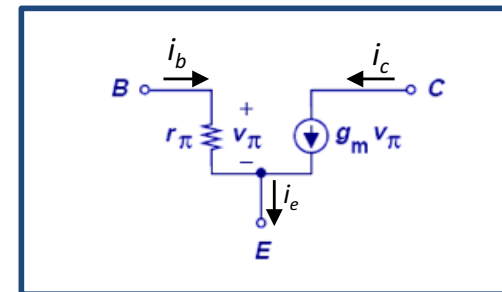 i_b i_c
B C
+
r_π v_π g_m v_π
−
i_e
E